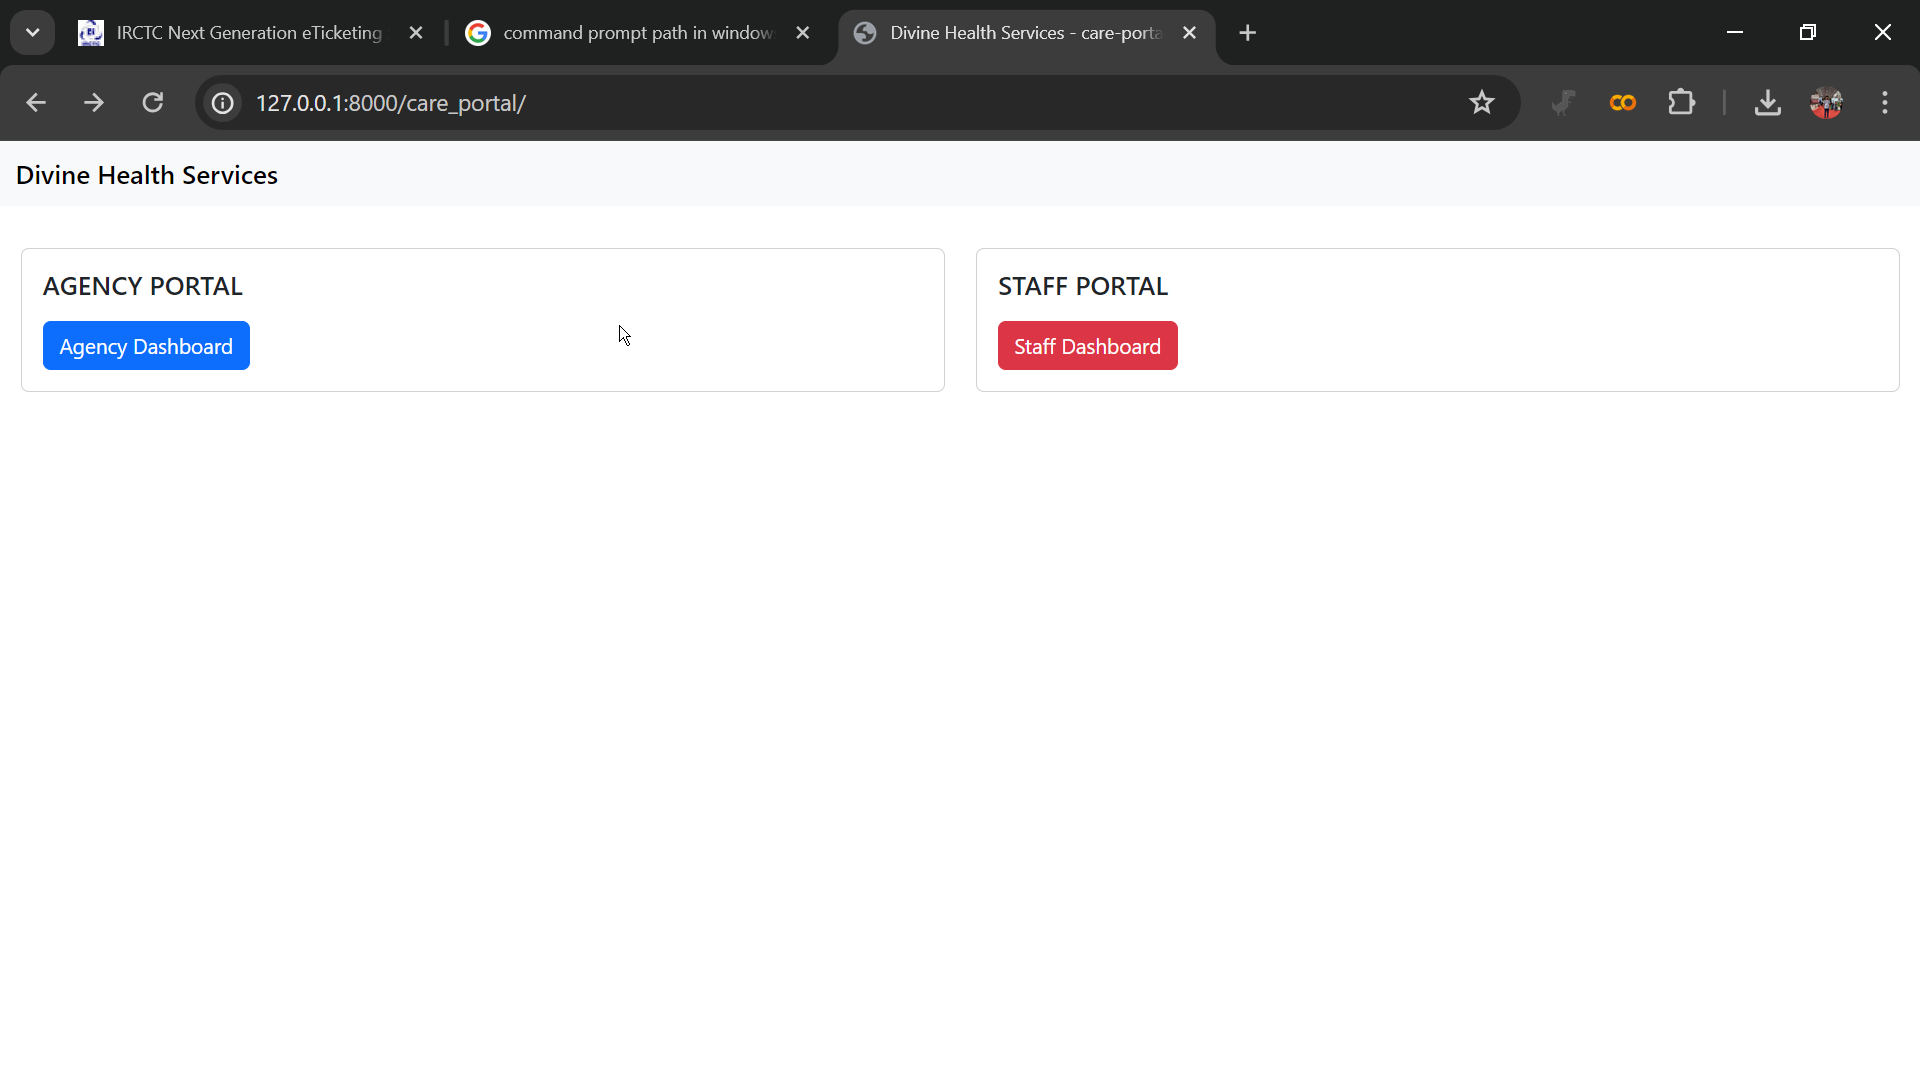 IRCTC Next Generation eTicketing
command prompt path in window
Divine Health Services - care-porta
127.0.0.1:8000/care_portal/
Divine Health Services
AGENCY PORTAL
STAFF PORTAL
Agency Dashboard
Staff Dashboard